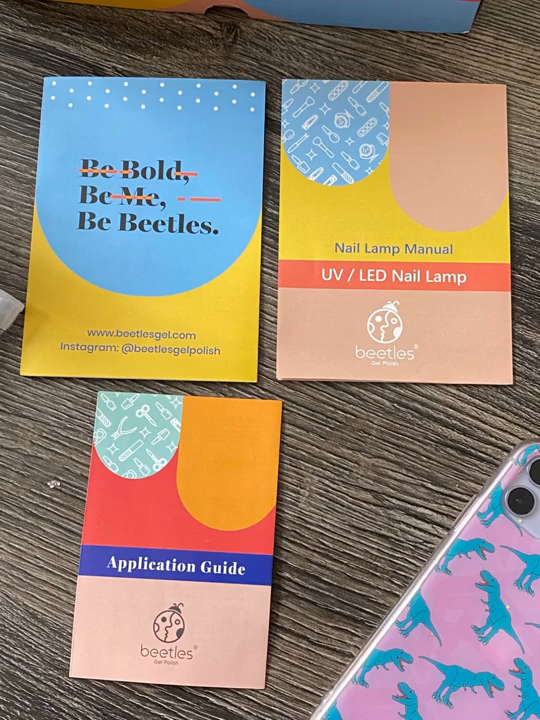 Be Bold,
Be Me,
Be Beetles.
www.beetlesgel.com
Instagram: @beetlesgelpolish
Nail Lamp Manual
UV / LED Nail Lamp
beetles®
Gel Polish
Application Guide
beetles®
Gel Polish